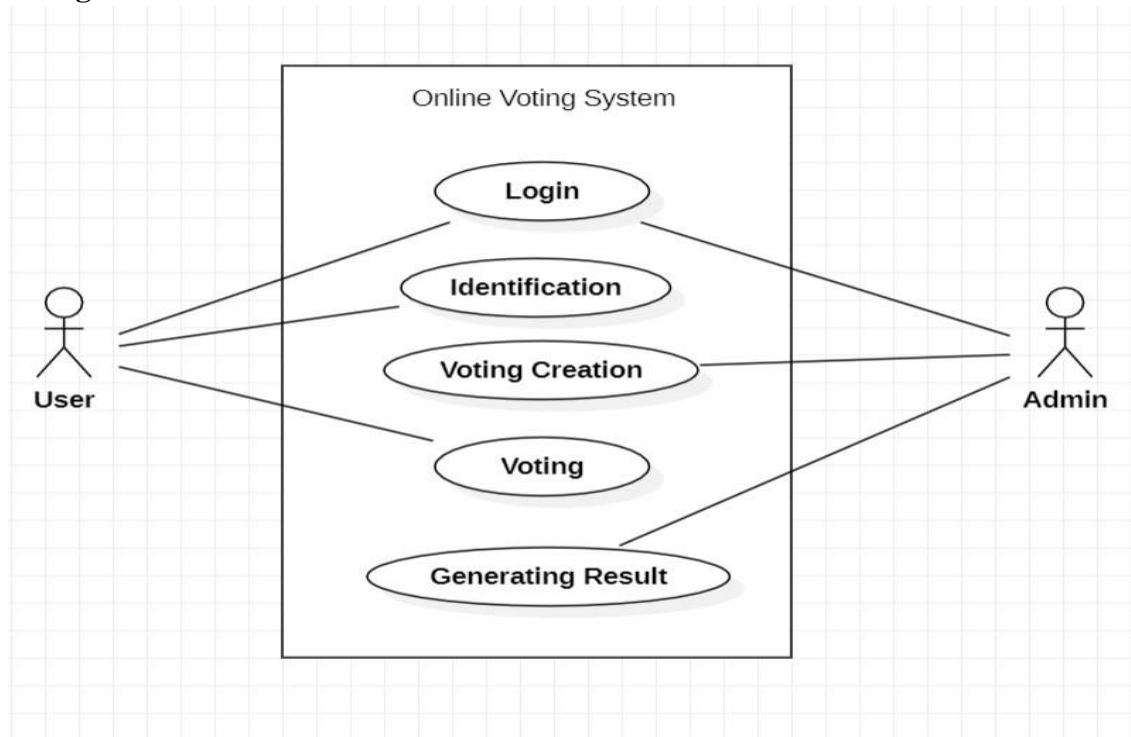 Online Voting System
Login
Identification
Voting Creation
User
Admin
Voting
Generating Result